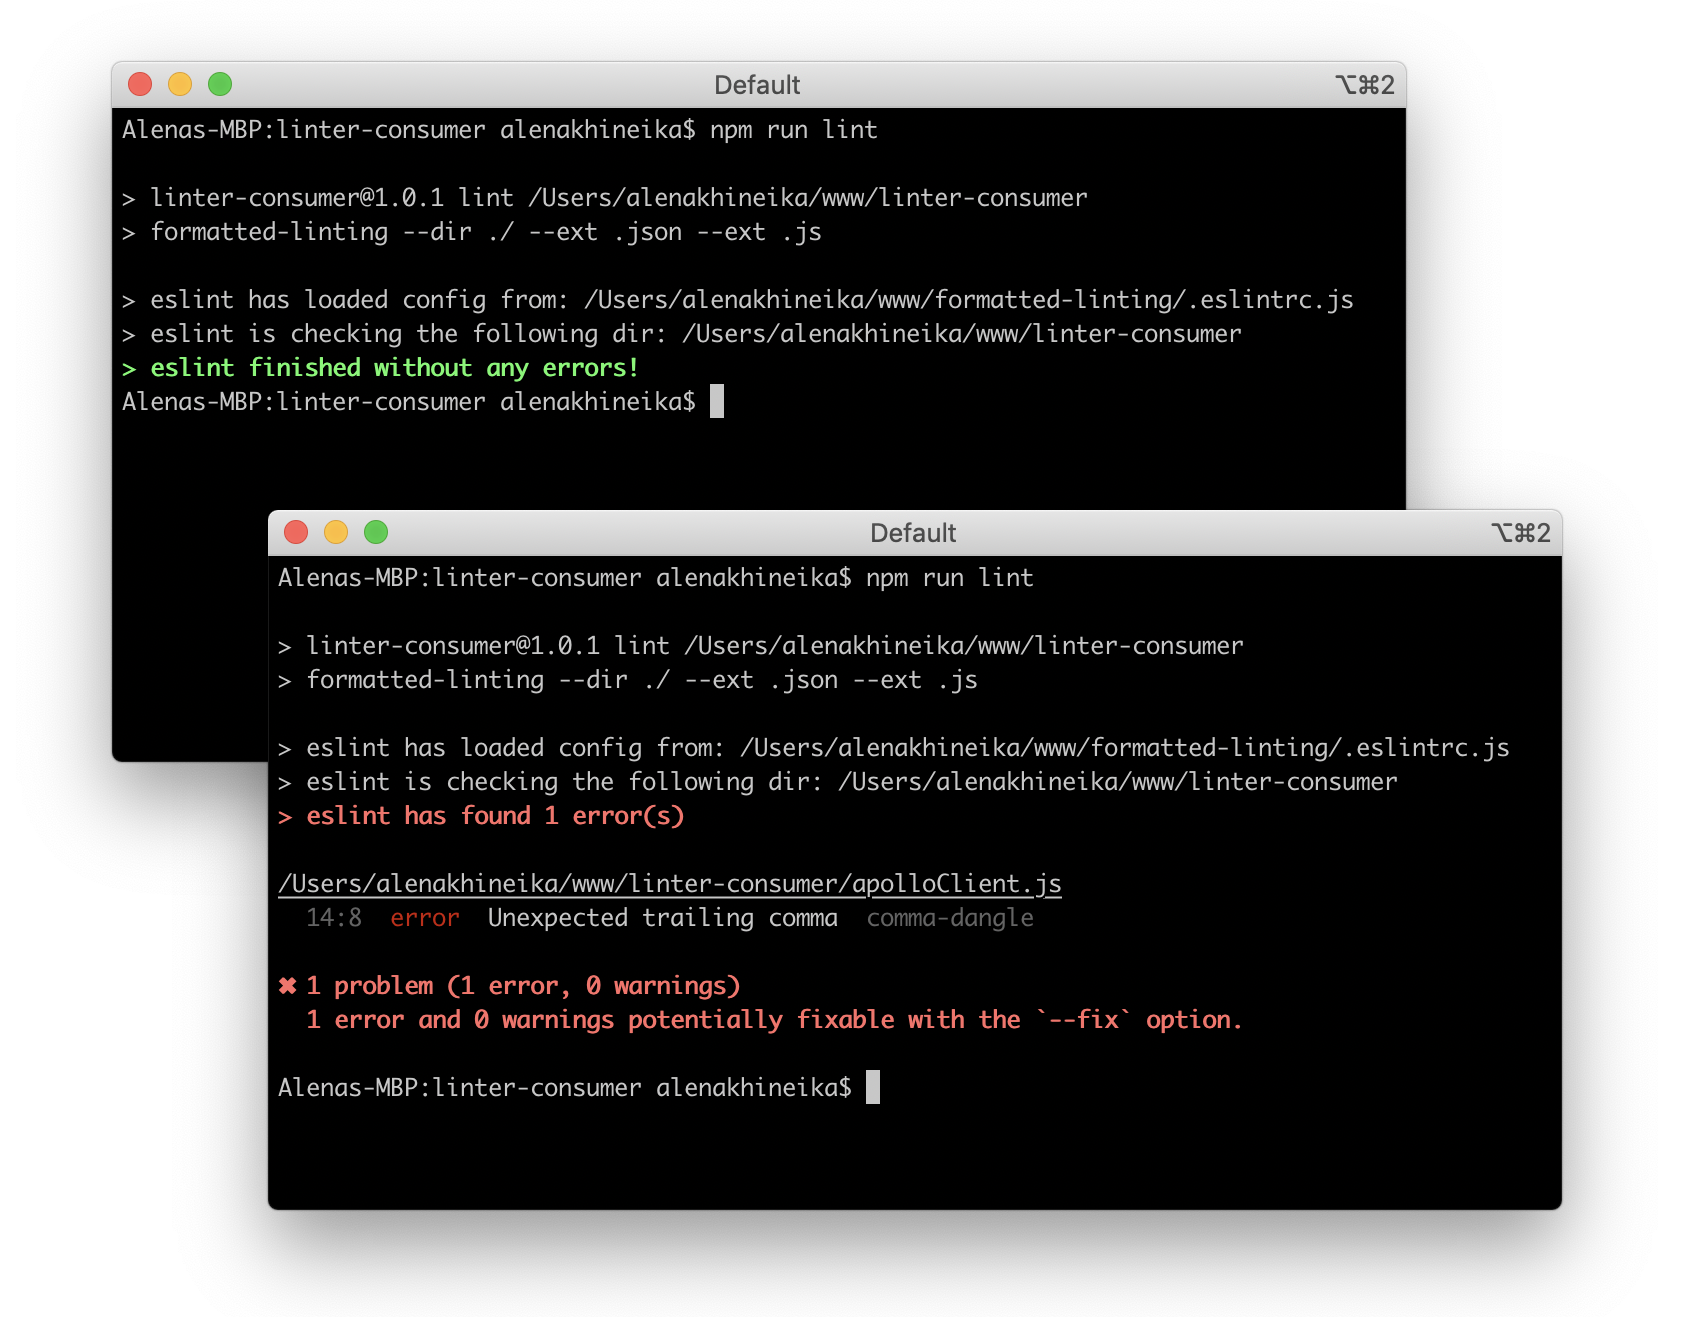 Default
⌥⌘2
Alenas-MBP:linter-consumer alenakhineika$ npm run lint
> linter-consumer@1.0.1 lint /Users/alenakhineika/www/linter-consumer
> formatted-linting --dir ./ --ext .json --ext .js
> eslint has loaded config from: /Users/alenakhineika/www/formatted-linting/.eslintrc.js
> eslint is checking the following dir: /Users/alenakhineika/www/linter-consumer
> eslint finished without any errors!
Alenas-MBP:linter-consumer alenakhineika$
Default
⌥⌘2
Alenas-MBP:linter-consumer alenakhineika$ npm run lint
> linter-consumer@1.0.1 lint /Users/alenakhineika/www/linter-consumer
> formatted-linting --dir ./ --ext .json --ext .js
> eslint has loaded config from: /Users/alenakhineika/www/formatted-linting/.eslintrc.js
> eslint is checking the following dir: /Users/alenakhineika/www/linter-consumer
> eslint has found 1 error(s)
/Users/alenakhineika/www/linter-consumer/apolloClient.js
14:8  error  Unexpected trailing comma  comma-dangle
✖ 1 problem (1 error, 0 warnings)
1 error and 0 warnings potentially fixable with the `--fix` option.
Alenas-MBP:linter-consumer alenakhineika$